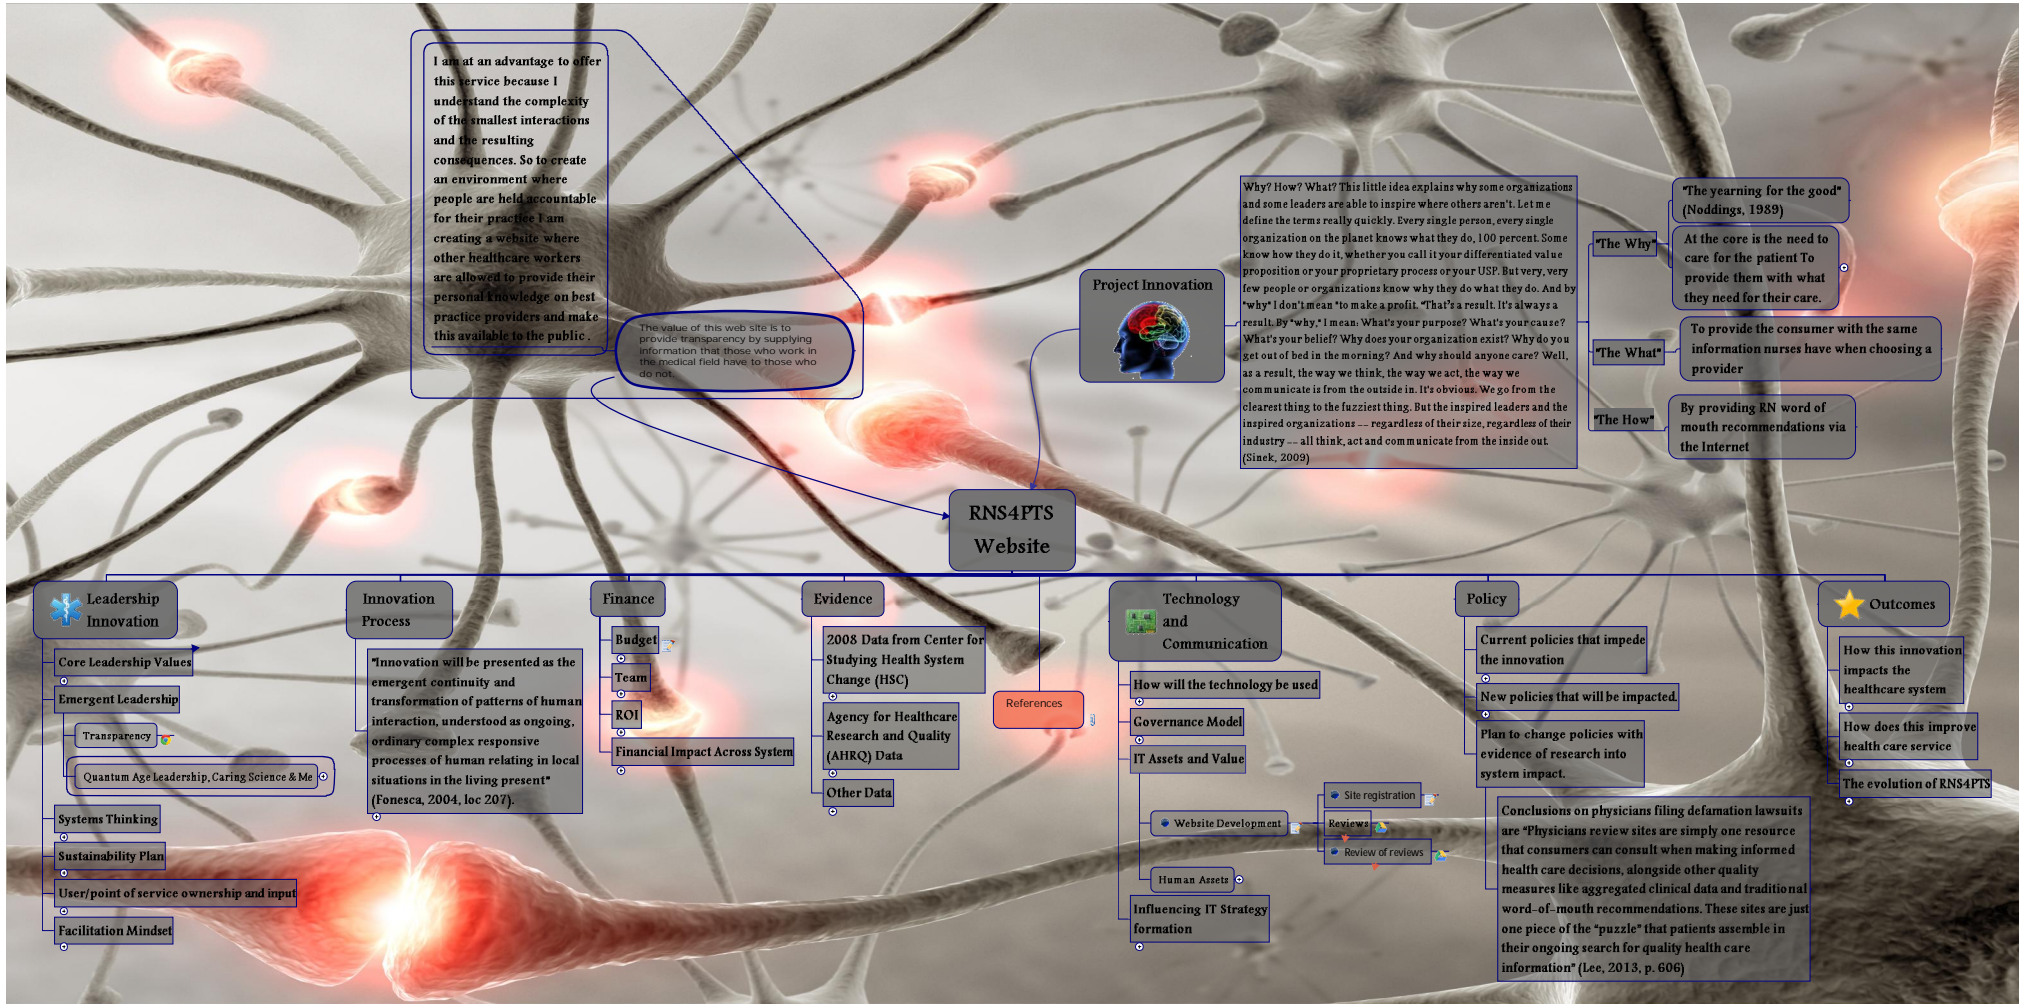 I am at an advantage to offer
this service because I
understand the complexity
of the smallest interactions
and the resulting
consequences. So to create
an environment where
people are held accountable
for their practice I am
creating a website where
other healthcare workers
are allowed to provide their
personal knowledge on best
practice providers and make
this available to the public .
The value of this web site is to
provide transparency by supplying
information that those who work in
the medical field have to those who
do not.
Project Innovation
Why? How? What? This little idea explains why some organizations
and some leaders are able to inspire where others aren't. Let me
define the terms really quickly. Every single person, every single
organization on the planet knows what they do, 100 percent. Some
know how they do it, whether you call it your differentiated value
proposition or your proprietary process or your USP. But very, very
few people or organizations know why they do what they do. And by
"why" I don't mean "to make a profit. "That's a result. It's always a
result. By "why," I mean: What's your purpose? What's your cause?
What's your belief? Why does your organization exist? Why do you
get out of bed in the morning? And why should anyone care? Well,
as a result, the way we think, the way we act, the way we
communicate is from the outside in. It's obvious. We go from the
clearest thing to the fuzziest thing. But the inspired leaders and the
inspired organizations -- regardless of their size, regardless of their
industry -- all think, act and communicate from the inside out.
(Sinek, 2009)
"The Why"
"The yearning for the good"
(Noddings, 1989)
At the core is the need to
care for the patient To
provide them with what
they need for their care.
"The What"
To provide the consumer with the same
information nurses have when choosing a
provider
"The How"
By providing RN word of
mouth recommendations via
the Internet
RNS4PTS
Website
Leadership
Innovation
Core Leadership Values
Emergent Leadership
Transparency
Quantum Age Leadership, Caring Science & Me
Systems Thinking
Sustainability Plan
User/point of service ownership and input
Facilitation Mindset
Innovation
Process
"Innovation will be presented as the
emergent continuity and
transformation of patterns of human
interaction, understood as ongoing,
ordinary complex responsive
processes of human relating in local
situations in the living present"
(Fonesca, 2004, loc 207).
Finance
Budget
Team
ROI
Financial Impact Across System
Evidence
2008 Data from Center for
Studying Health System
Change (HSC)
Agency for Healthcare
Research and Quality
(AHRQ) Data
Other Data
References
Technology
and
Communication
How will the technology be used
Governance Model
IT Assets and Value
Website Development
Site registration
Reviews
Review of reviews
Human Assets
Influencing IT Strategy
formation
Policy
Current policies that impede
the innovation
New policies that will be impacted.
Plan to change policies with
evidence of research into
system impact.
Conclusions on physicians filing defamation lawsuits
are "Physicians review sites are simply one resource
that consumers can consult when making informed
health care decisions, alongside other quality
measures like aggregated clinical data and traditional
word-of-mouth recommendations. These sites are just
one piece of the "puzzle" that patients assemble in
their ongoing search for quality health care
information" (Lee, 2013, p. 606)
Outcomes
How this innovation
impacts the
healthcare system
How does this improve
health care service
The evolution of RNS4PTS